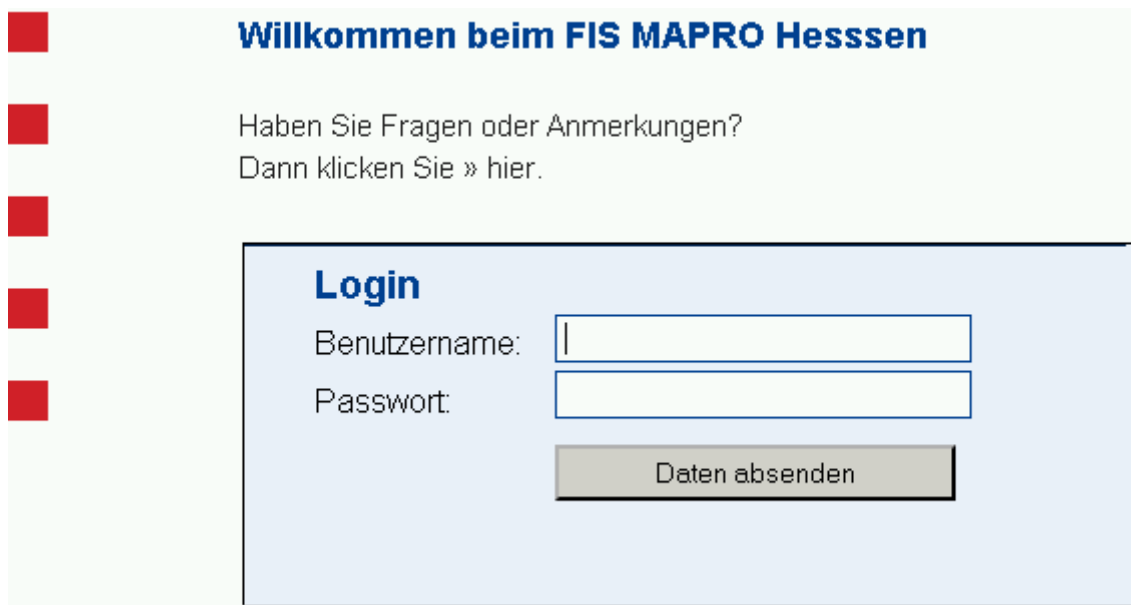 Willkommen beim FIS MAPRO Hesssen
Haben Sie Fragen oder Anmerkungen?
Dann klicken Sie » hier.
Login
Benutzername:
Passwort:
Daten absenden